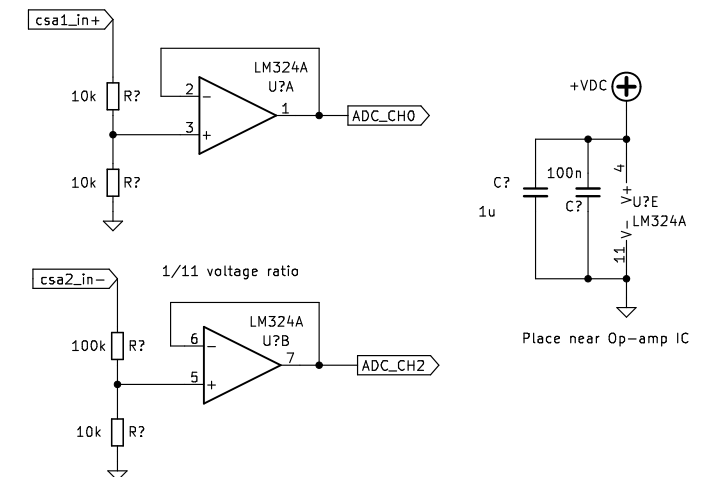 csa1_in+
10k R?
10k R?
2
3
1
−
+
LM324A
U?A
ADC_CH0
1/11 voltage ratio
csa2_in−
100k R?
10k R?
6
5
7
−
+
LM324A
U?B
ADC_CH2
+VDC
C?
1u
100n
C?
4
V+
U?E
LM324A
V−
11
Place near Op−amp IC